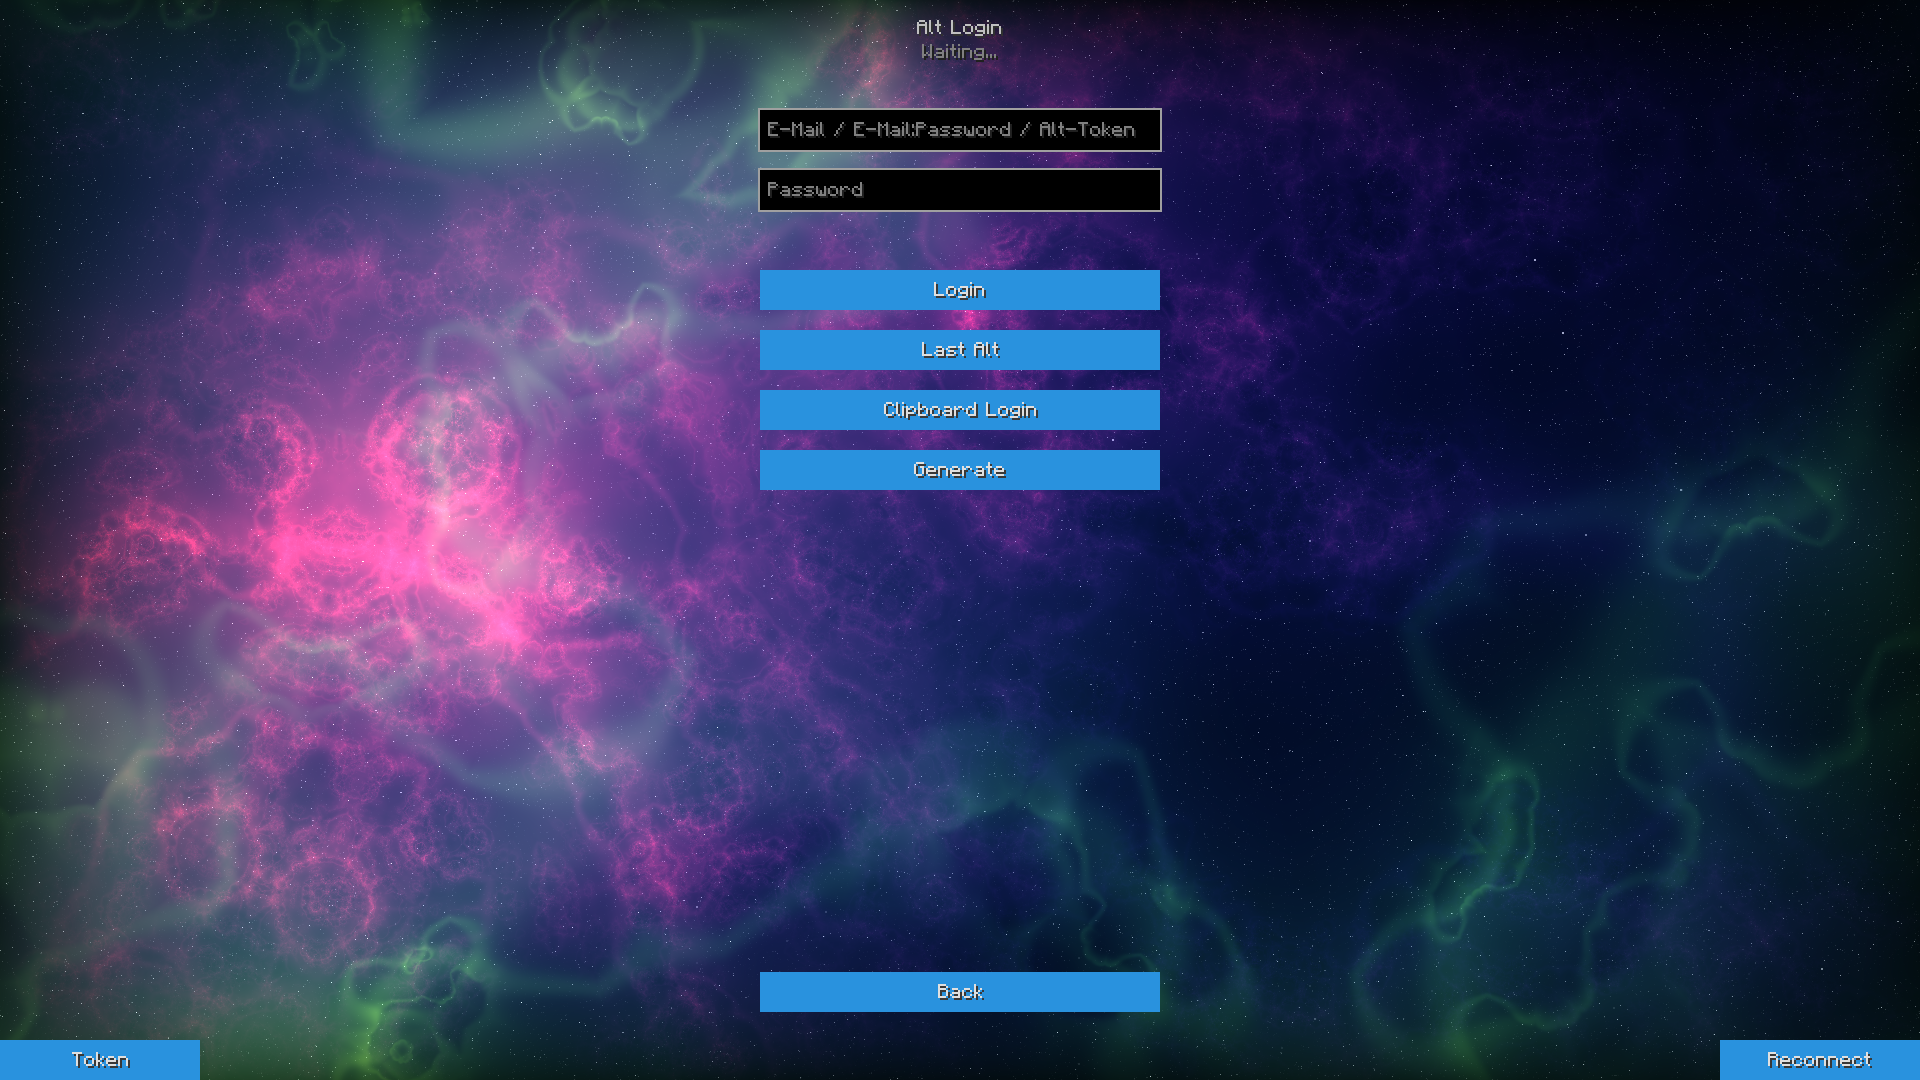 Alt Login
Waiting...
E-Mail / E-Mail:Password / Alt-Token
Password
Login
Last Alt
Clipboard Login
Generate
Back
Token
Reconnect